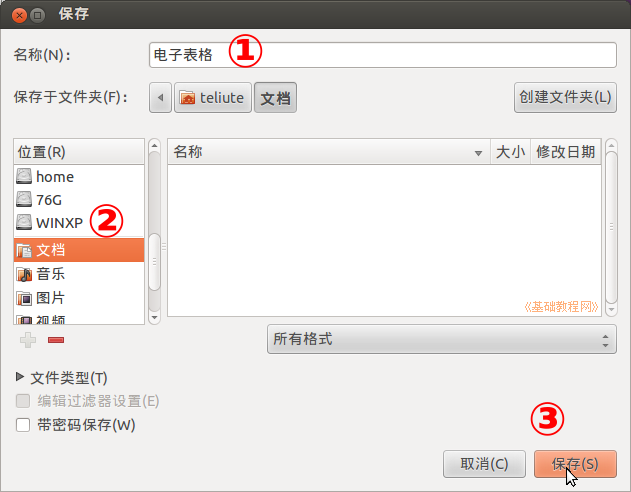 保存
名称(N)： 电子表格 ①
保存于文件夹(F)： teliute 文档 创建文件夹(L)
位置(R) 名称 大小 修改日期
home
76G
WINXP ②
文档
音乐
图片
视频
《基础教程网》
所有格式
文件类型(T)
编辑过滤器设置(E)
带密码保存(W)
③
取消(C) 保存(S)